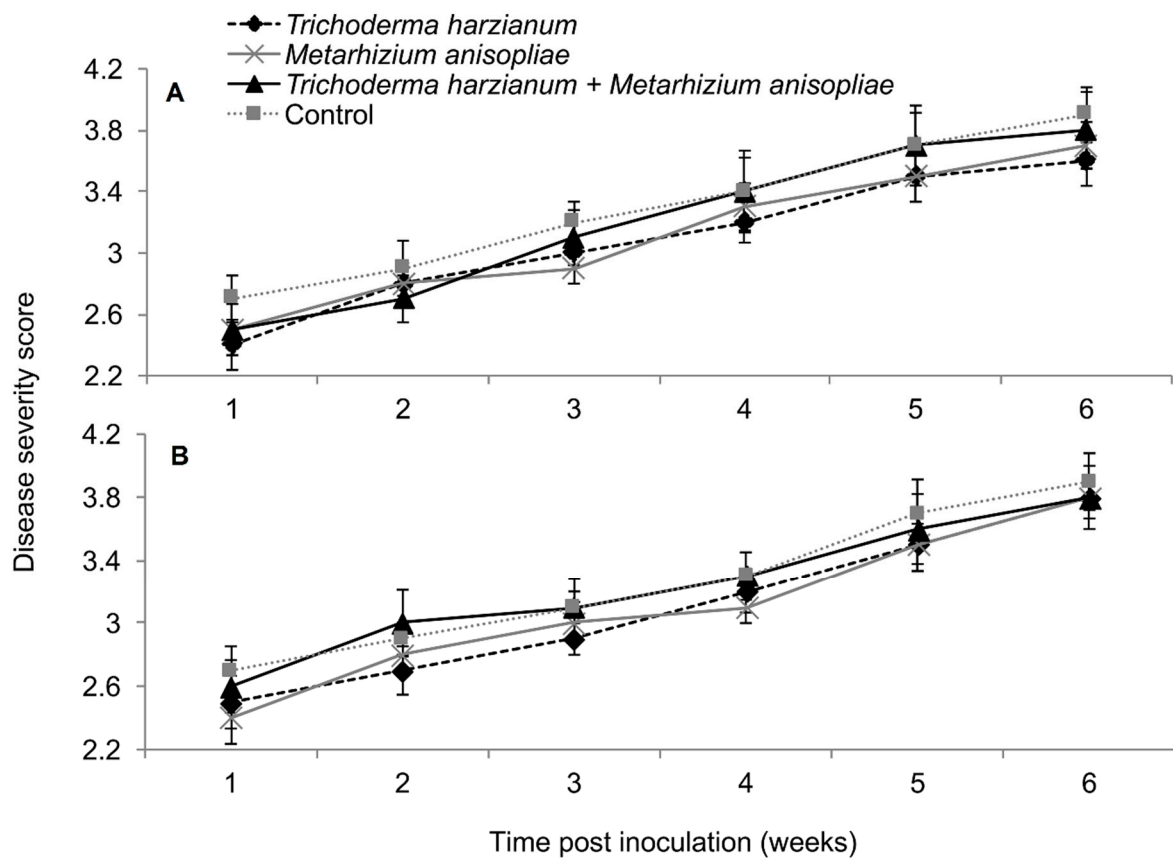 Trichoderma harzianum
Metarhizium anisopliae
Trichoderma harzianum + Metarhizium anisopliae
Control
A
4.2
3.8
3.4
3
2.6
2.2
1 2 3 4 5 6
B
4.2
3.8
3.4
3
2.6
2.2
1 2 3 4 5 6
Disease severity score
Time post inoculation (weeks)